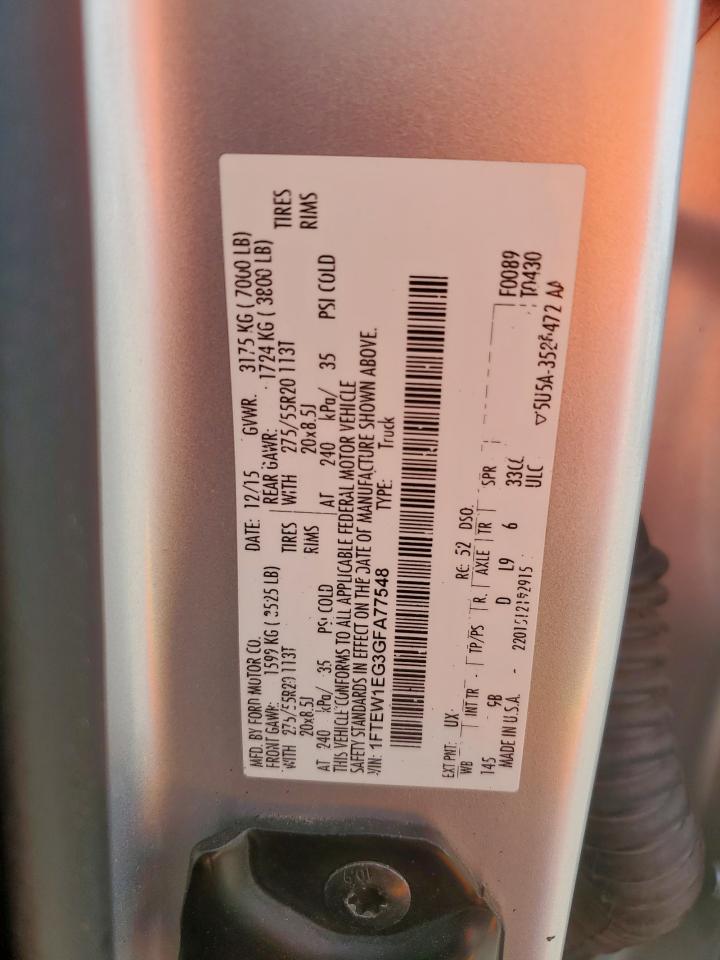 MFD. BY FORD MOTOR CO.
DATE: 12/15 GVWR: 3175 KG ( 7000 LB)
FRONT GAWR: 1599 KG ( 3525 LB)
REAR GAWR: 1724 KG ( 3800 LB)
WITH 275/55R20 113T TIRES
WITH 275/55R20 113T TIRES
20x8.5J RIMS
20x8.5J RIMS
AT 240 kPa/ 35 PSI COLD
AT 240 kPa/ 35 PSI COLD
THIS VEHICLE CONFORMS TO ALL APPLICABLE FEDERAL MOTOR VEHICLE
SAFETY STANDARDS IN EFFECT ON THE DATE OF MANUFACTURE SHOWN ABOVE.
VIN: 1FTEW1EG3GFA77548
TYPE: Truck
EXT PNT: UX RC: 52 DSO:
WB INT TR TP/PS R AXLE TR SPR
145 9B D L9 6 33CC
F0089
T0430
MADE IN U.S.A. ULC
▽5U5A-472 AA
10.9